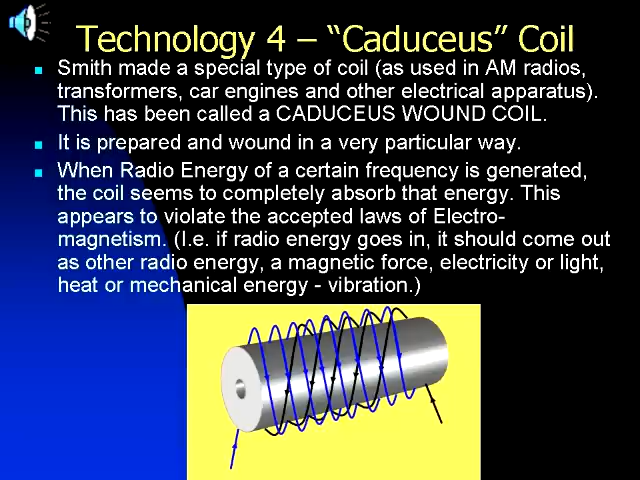 Technology 4 – “Caduceus” Coil
Smith made a special type of coil (as used in AM radios,
transformers, car engines and other electrical apparatus).
This has been called a CADUCEUS WOUND COIL.
It is prepared and wound in a very particular way.
When Radio Energy of a certain frequency is generated,
the coil seems to completely absorb that energy. This
appears to violate the accepted laws of Electro-
magnetism. (I.e. if radio energy goes in, it should come out
as other radio energy, a magnetic force, electricity or light,
heat or mechanical energy - vibration.)